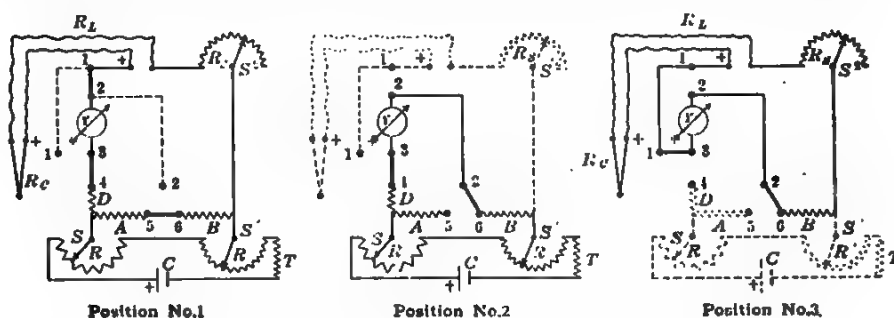 R_L
1 +
R S
2
r
+ 1 3
R_C 4
D 2
A 5 6 B
S S'
R R
C T
+
Position No.1
1 +
R_s S
2
r
+ 1 3
4
D 2
A 5 6 B
S S'
R R
C T
+
Position No.2
R_L
1 +
R_s S
2
r
+ 1 3
R_C 4
D 2
A 5 6 B
S S'
R R
C T
+
Position No.3